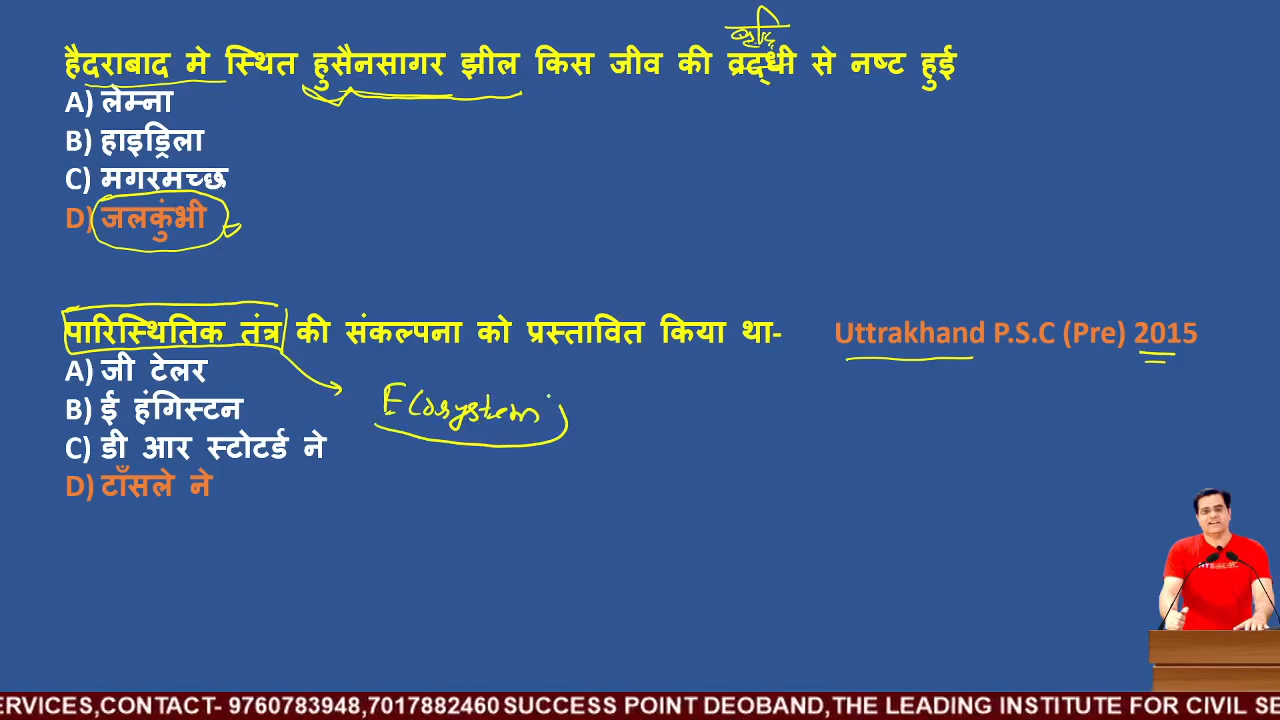 वृद्धि
हैदराबाद मे स्थित हुसैनसागर झील किस जीव की व्रद्धी से नष्ट हुई
A) लेम्ना
B) हाइड्रिला
C) मगरमच्छ
D) जलकुंभी
पारिस्थितिक तंत्र की संकल्पना को प्रस्तावित किया था- Uttrakhand P.S.C (Pre) 2015
A) जी टेलर
B) ई हंगिस्टन
Ecosystem
C) डी आर स्टोटर्ड ने
D) टाँसले ने
ERVICES,CONTACT- 9760783948,7017882460 SUCCESS POINT DEOBAND,THE LEADING INSTITUTE FOR CIVIL SE